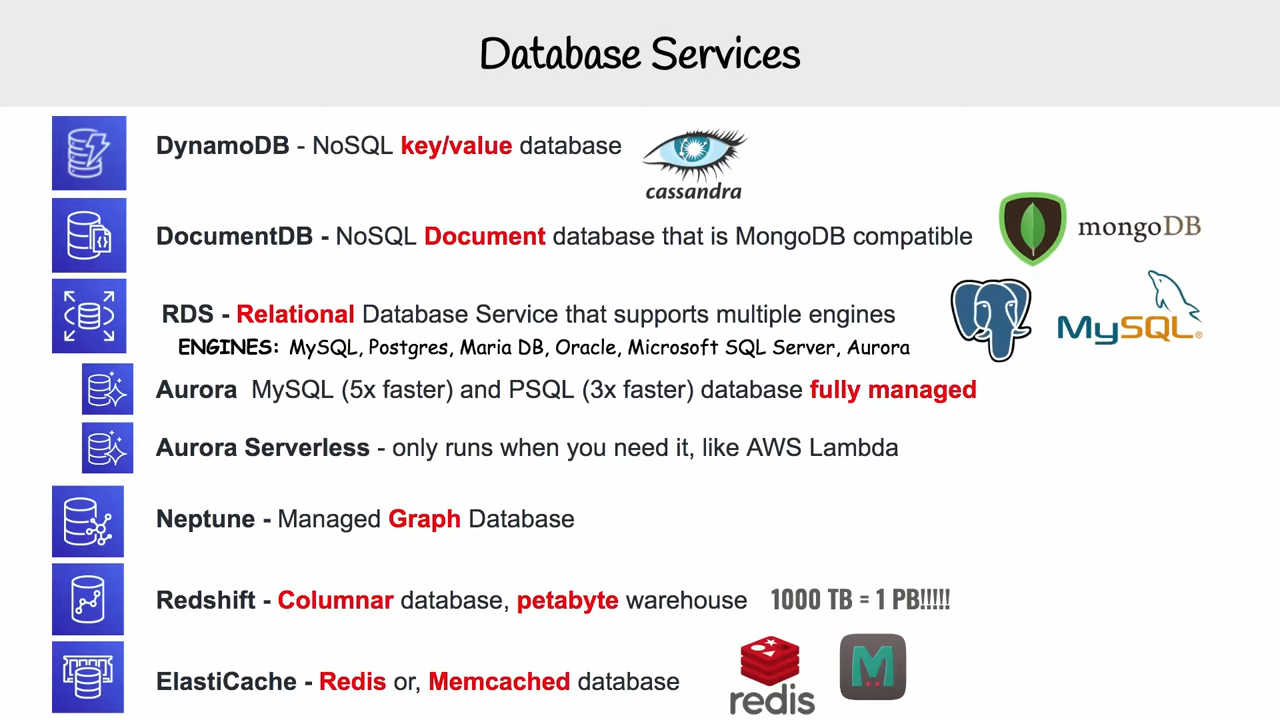 Database Services
DynamoDB - NoSQL key/value database
cassandra
DocumentDB - NoSQL Document database that is MongoDB compatible
mongoDB
RDS - Relational Database Service that supports multiple engines
ENGINES: MySQL, Postgres, Maria DB, Oracle, Microsoft SQL Server, Aurora
MySQL®
Aurora MySQL (5x faster) and PSQL (3x faster) database fully managed
Aurora Serverless - only runs when you need it, like AWS Lambda
Neptune - Managed Graph Database
Redshift - Columnar database, petabyte warehouse 1000 TB = 1 PB!!!!!
ElastiCache - Redis or, Memcached database
redis
M